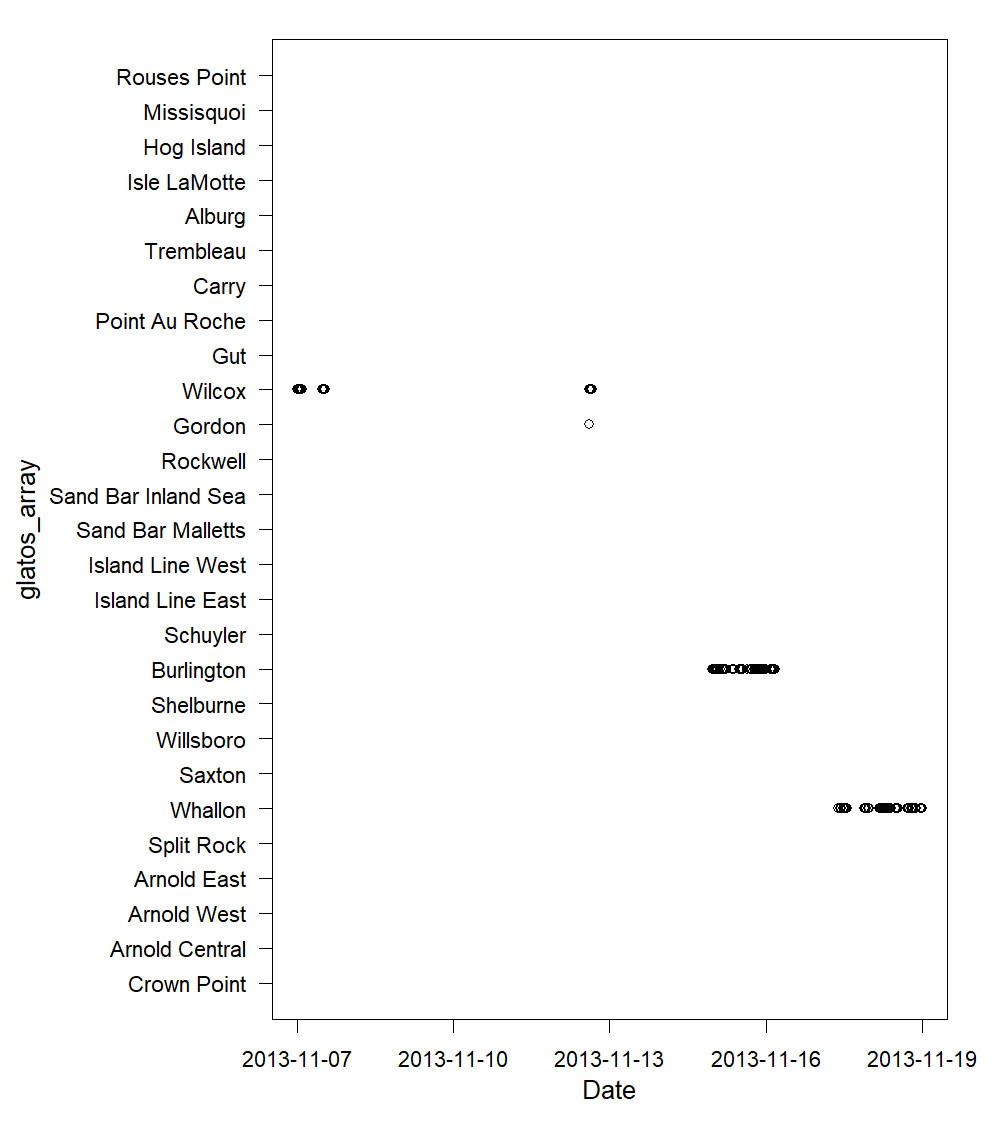 Rouses Point
Missisquoi
Hog Island
Isle LaMotte
Alburg
Trembleau
Carry
Point Au Roche
Gut
Wilcox
Gordon
Rockwell
Sand Bar Inland Sea
Sand Bar Malletts
Island Line West
Island Line East
Schuyler
Burlington
Shelburne
Willsboro
Saxton
Whallon
Split Rock
Arnold East
Arnold West
Arnold Central
Crown Point
glatos_array
2013-11-07 2013-11-10 2013-11-13 2013-11-16 2013-11-19
Date